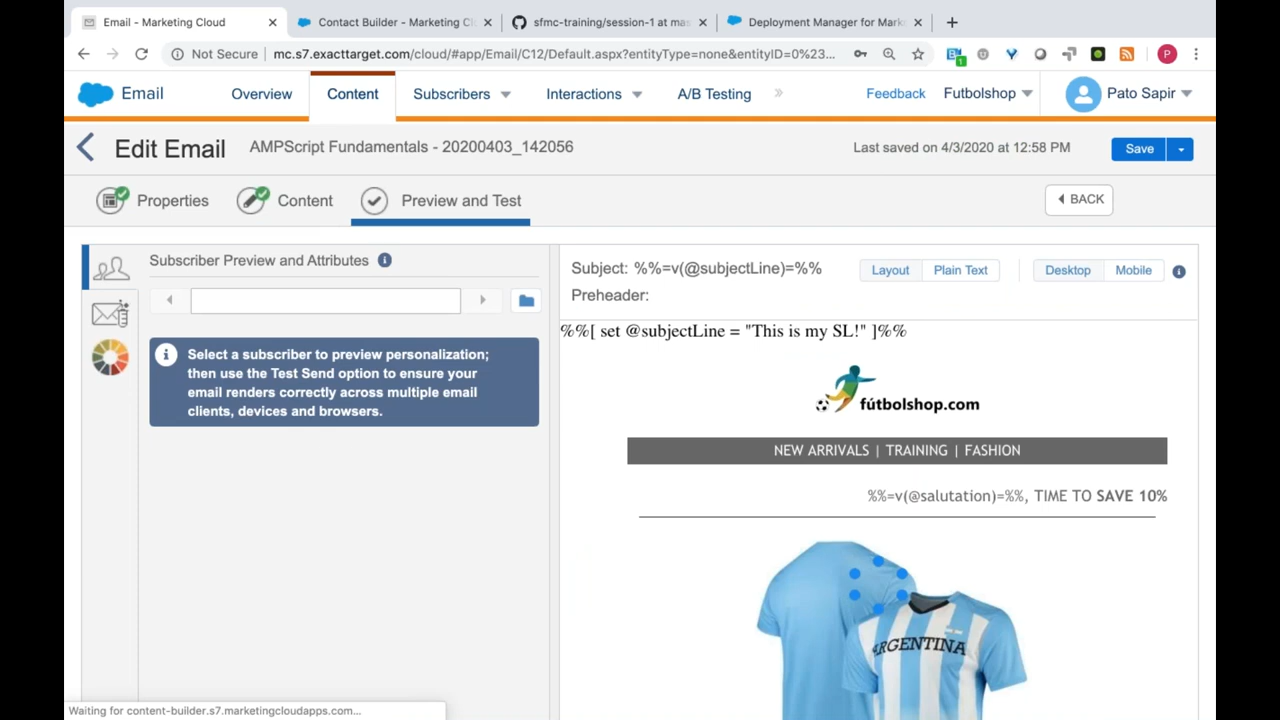 Email - Marketing Cloud
Contact Builder - Marketing Cl
sfmc-training/session-1 at mas
Deployment Manager for Mark
Not Secure | mc.s7.exacttarget.com/cloud/#app/Email/C12/Default.aspx?entityType=none&entityID=0%23...
1
P
Email
Overview
Content
Subscribers
Interactions
A/B Testing
Feedback
Futbolshop
Pato Sapir
Edit Email
AMPScript Fundamentals - 20200403_142056
Last saved on 4/3/2020 at 12:58 PM
Save
Properties
Content
Preview and Test
BACK
Subscriber Preview and Attributes
Select a subscriber to preview personalization;
then use the Test Send option to ensure your
email renders correctly across multiple email
clients, devices and browsers.
Subject: %%=v(@subjectLine)=%%
Preheader:
Layout
Plain Text
Desktop
Mobile
%%[ set @subjectLine = "This is my SL!" ]%%
fútbolshop.com
NEW ARRIVALS | TRAINING | FASHION
%%=v(@salutation)=%%, TIME TO SAVE 10%
ARGENTINA
Waiting for content-builder.s7.marketingcloudapps.com...